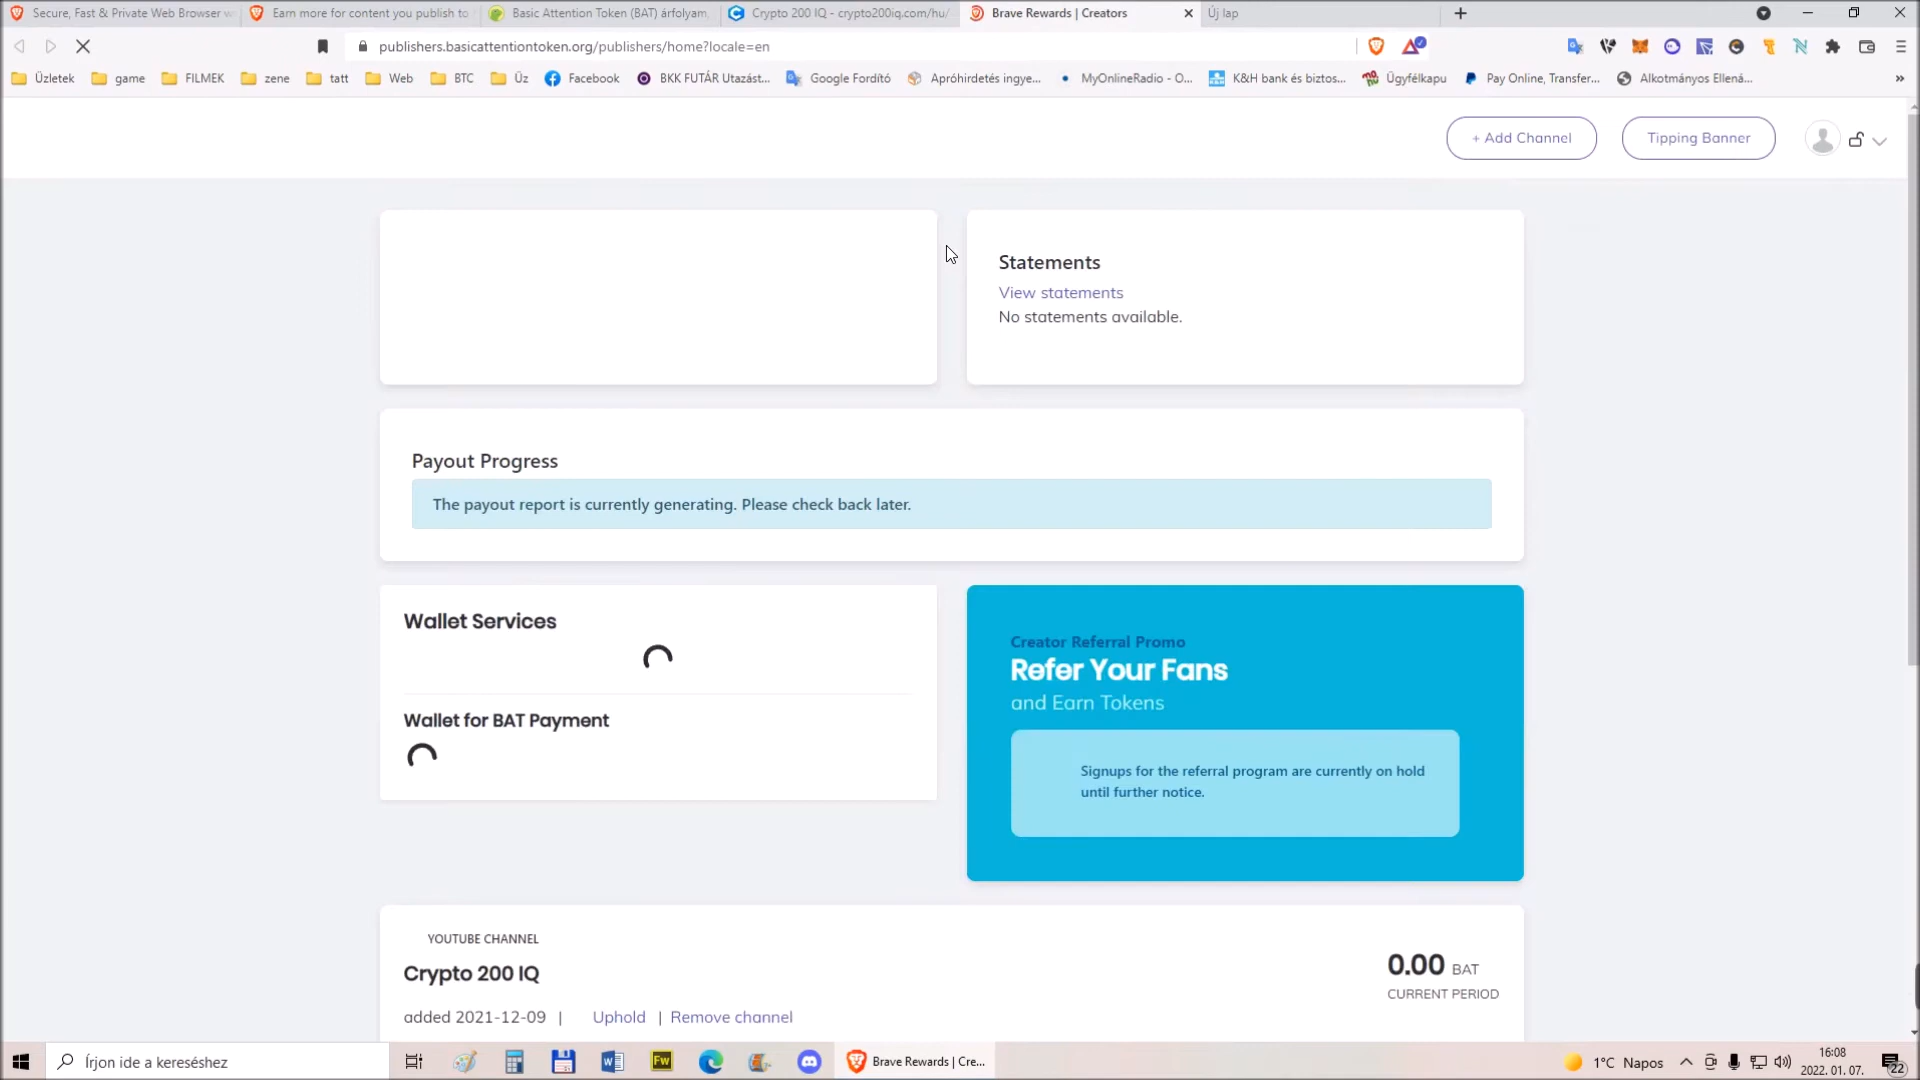 Secure, Fast & Private Web Browser w
Earn more for content you publish to
Basic Attention Token (BAT) árfolyam,
Crypto 200 IQ - crypto200iq.com/hu/
Brave Rewards | Creators
Új lap
publishers.basicattentiontoken.org/publishers/home?locale=en
Üzletek
game
FILMEK
zene
tatt
Web
BTC
Üz
Facebook
BKK FUTÁR Utazást...
Google Fordító
Apróhirdetés ingye...
MyOnlineRadio - O...
K&H bank és biztos...
Ügyfélkapu
Pay Online, Transfer...
Alkotmányos Ellená...
+ Add Channel
Tipping Banner
Statements
View statements
No statements available.
Payout Progress
The payout report is currently generating. Please check back later.
Wallet Services
Wallet for BAT Payment
Creator Referral Promo
Refer Your Fans
and Earn Tokens
Signups for the referral program are currently on hold
until further notice.
YOUTUBE CHANNEL
Crypto 200 IQ
added 2021-12-09 | Uphold | Remove channel
0.00 BAT
CURRENT PERIOD
Írjon ide a kereséshez
Fw
Brave Rewards | Cre...
1°C Napos
16:08
2022. 01. 07.
22